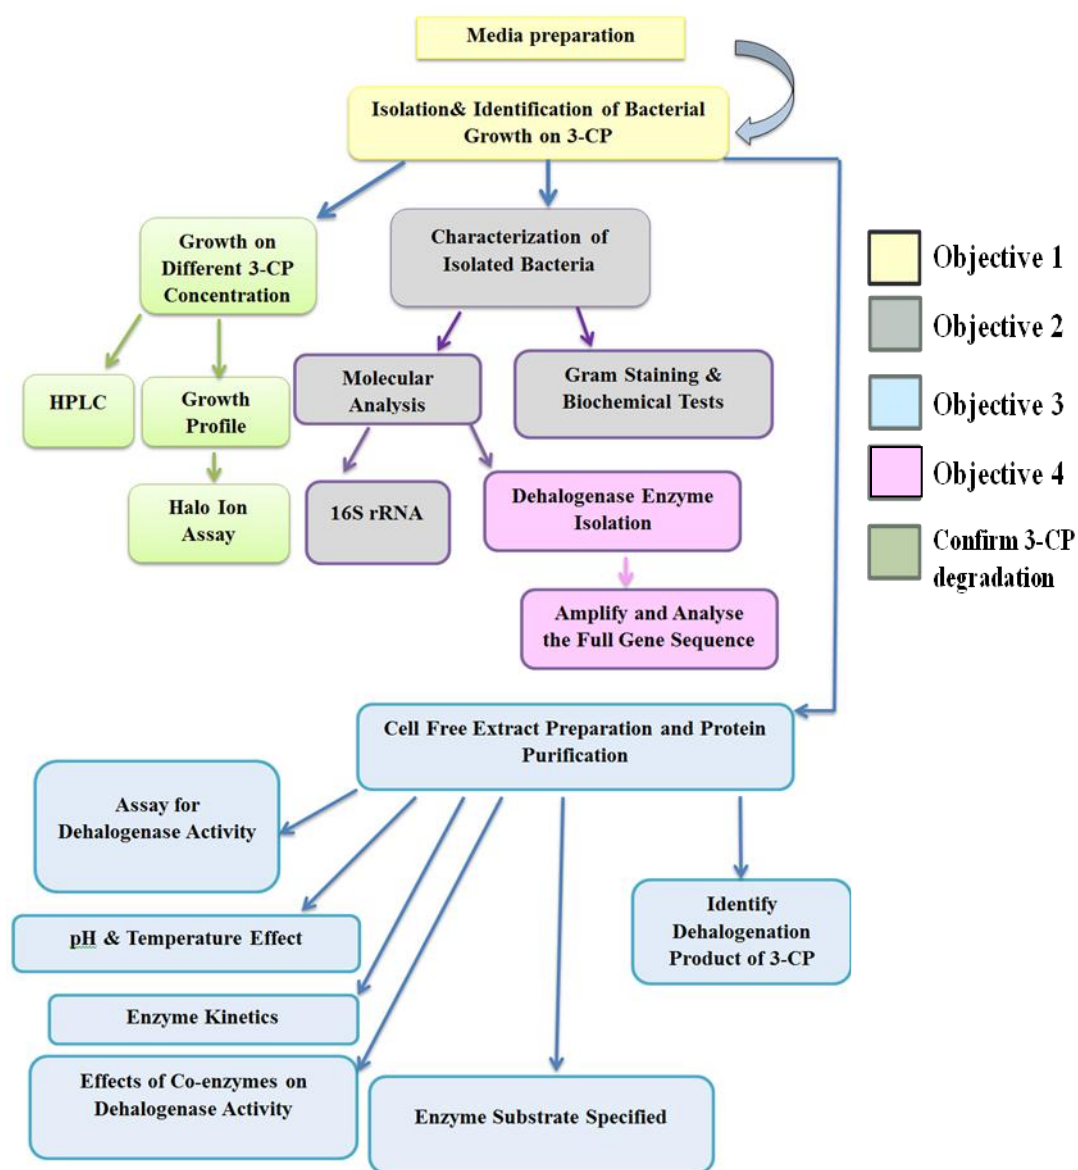 Media preparation
Isolation& Identification of Bacterial
Growth on 3-CP
Growth on
Different 3-CP
Concentration
Characterization of
Isolated Bacteria
HPLC
Growth
Profile
Molecular
Analysis
Gram Staining &
Biochemical Tests
Halo Ion
Assay
16S rRNA
Dehalogenase Enzyme
Isolation
Amplify and Analyse
the Full Gene Sequence
Objective 1
Objective 2
Objective 3
Objective 4
Confirm 3-CP
degradation
Cell Free Extract Preparation and Protein
Purification
Assay for
Dehalogenase Activity
pH & Temperature Effect
Enzyme Kinetics
Effects of Co-enzymes on
Dehalogenase Activity
Enzyme Substrate Specified
Identify
Dehalogenation
Product of 3-CP